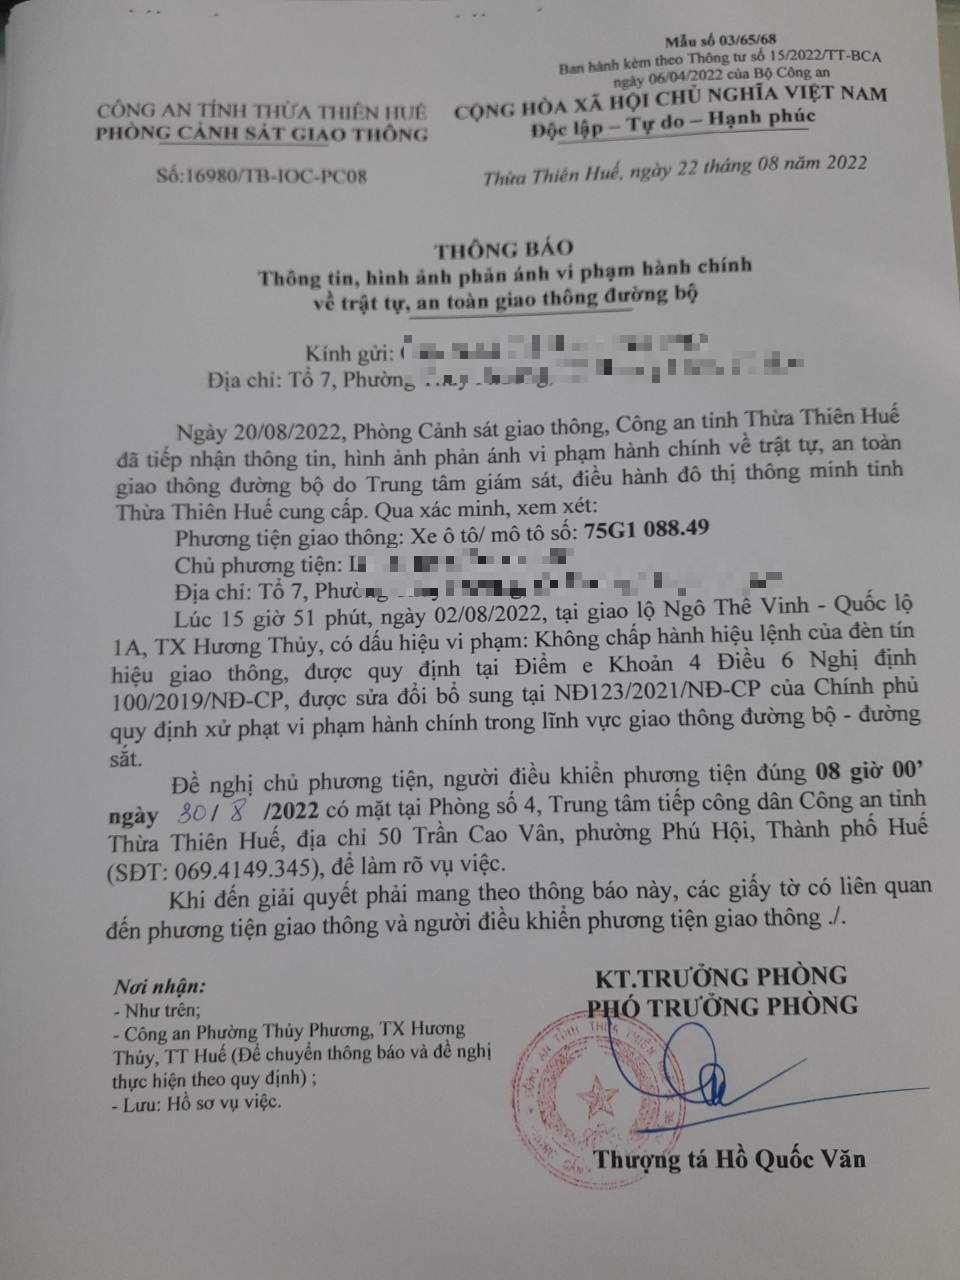 Mẫu số 03/65/68
Ban hành kèm theo Thông tư số 15/2022/TT-BCA
ngày 06/04/2022 của Bộ Công an
CÔNG AN TỈNH THỪA THIÊN HUẾ
PHÒNG CẢNH SÁT GIAO THÔNG
CỘNG HÒA XÃ HỘI CHỦ NGHĨA VIỆT NAM
Độc lập – Tự do – Hạnh phúc
Số:16980/TB-IOC-PC08
Thừa Thiên Huế, ngày 22 tháng 08 năm 2022
THÔNG BÁO
Thông tin, hình ảnh phản ánh vi phạm hành chính
về trật tự, an toàn giao thông đường bộ
Kính gửi:
Địa chỉ: Tổ 7, Phường
Ngày 20/08/2022, Phòng Cảnh sát giao thông, Công an tỉnh Thừa Thiên Huế
đã tiếp nhận thông tin, hình ảnh phản ánh vi phạm hành chính về trật tự, an toàn
giao thông đường bộ do Trung tâm giám sát, điều hành đô thị thông minh tỉnh
Thừa Thiên Huế cung cấp. Qua xác minh, xem xét:
Phương tiện giao thông: Xe ô tô/ mô tô số: 75G1 088.49
Chủ phương tiện:
Địa chỉ: Tổ 7,
Lúc 15 giờ 51 phút, ngày 02/08/2022, tại giao lộ Ngô Thế Vinh - Quốc lộ
1A, TX Hương Thủy, có dấu hiệu vi phạm: Không chấp hành hiệu lệnh của đèn tín
hiệu giao thông, được quy định tại Điểm e Khoản 4 Điều 6 Nghị định
100/2019/NĐ-CP, được sửa đổi bổ sung tại NĐ123/2021/NĐ-CP của Chính phủ
quy định xử phạt vi phạm hành chính trong lĩnh vực giao thông đường bộ - đường
sắt.
Đề nghị chủ phương tiện, người điều khiển phương tiện đúng 08 giờ 00’
ngày 30/ 8 /2022 có mặt tại Phòng số 4, Trung tâm tiếp công dân Công an tỉnh
Thừa Thiên Huế, địa chỉ 50 Trần Cao Vân, phường Phú Hội, Thành phố Huế
(SĐT: 069.4149.345), để làm rõ vụ việc.
Khi đến giải quyết phải mang theo thông báo này, các giấy tờ có liên quan
đến phương tiện giao thông và người điều khiển phương tiện giao thông ./.
Nơi nhận:
- Như trên;
- Công an Phường Thủy Phương, TX Hương
Thủy, TT Huế (Để chuyển thông báo và đề nghị
thực hiện theo quy định) ;
- Lưu: Hồ sơ vụ việc.
KT.TRƯỞNG PHÒNG
PHÓ TRƯỞNG PHÒNG
Thượng tá Hồ Quốc Văn